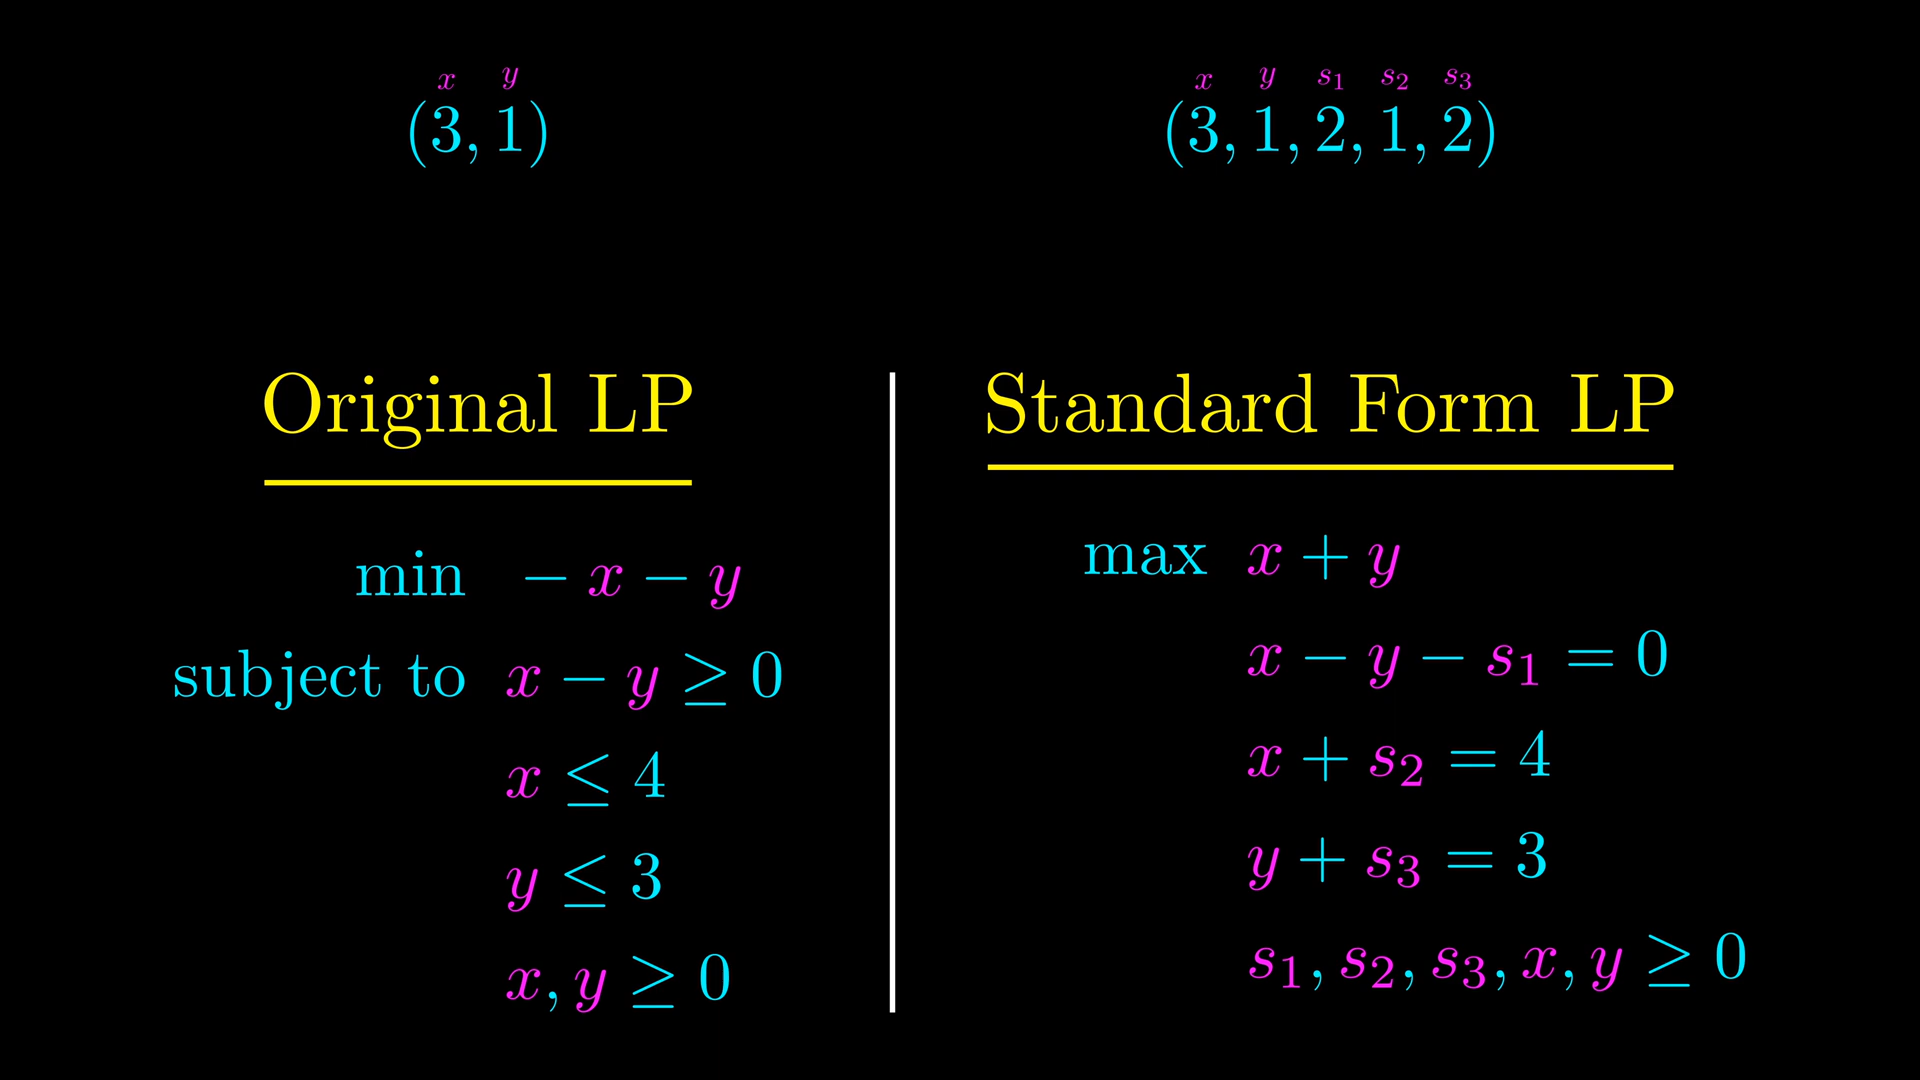 x y
(3, 1)
x y s₁ s₂ s₃
(3, 1, 2, 1, 2)
Original LP
min − x − y
subject to x − y ≥ 0
x ≤ 4
y ≤ 3
x, y ≥ 0
Standard Form LP
max x + y
x − y − s₁ = 0
x + s₂ = 4
y + s₃ = 3
s₁, s₂, s₃, x, y ≥ 0